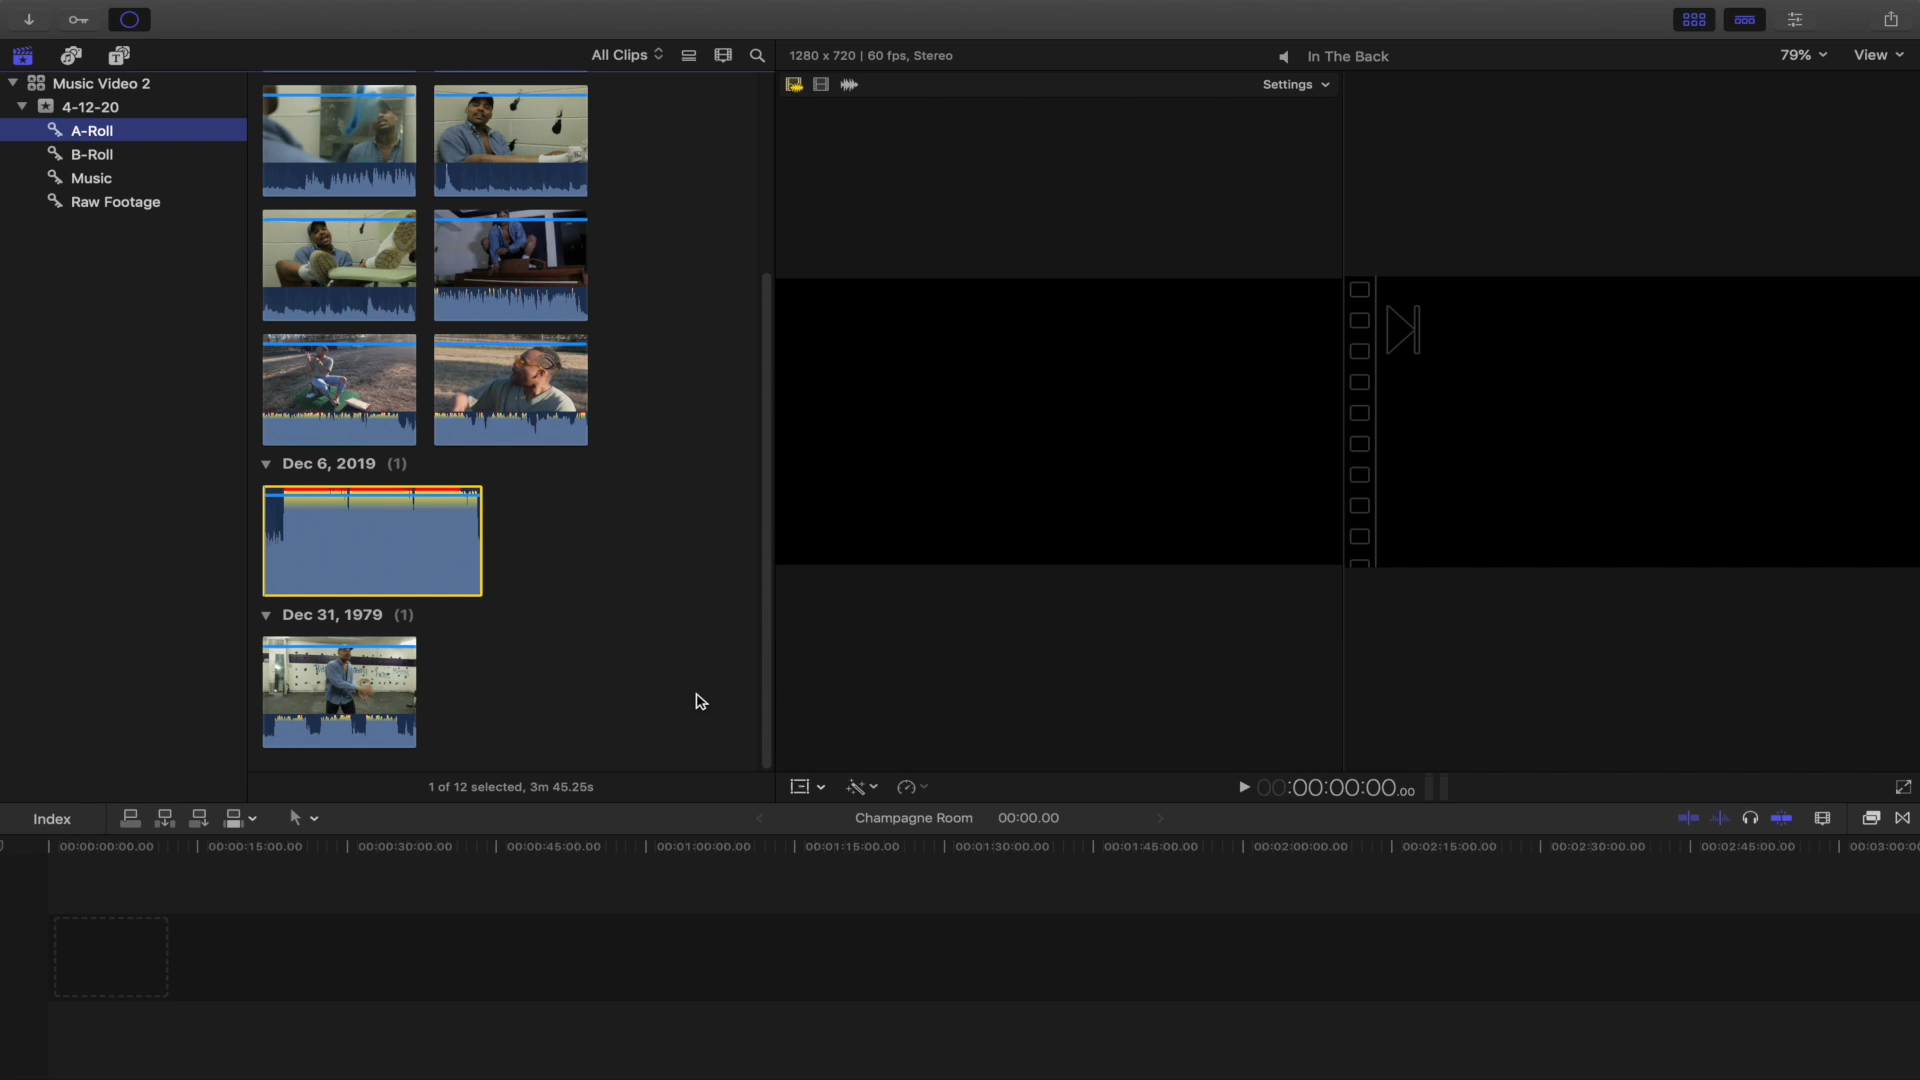 All Clips
1280 x 720 | 60 fps, Stereo
In The Back
79%
View
Music Video 2
4-12-20
A-Roll
B-Roll
Music
Raw Footage
Settings
Dec 6, 2019 (1)
Dec 31, 1979 (1)
1 of 12 selected, 3m 45.25s
00:00:00:00.00
Index
Champagne Room
00:00.00
00:00:00:00.00
00:00:15:00.00
00:00:30:00.00
00:00:45:00.00
00:01:00:00.00
00:01:15:00.00
00:01:30:00.00
00:01:45:00.00
00:02:00:00.00
00:02:15:00.00
00:02:30:00.00
00:02:45:00.00
00:03:00:0